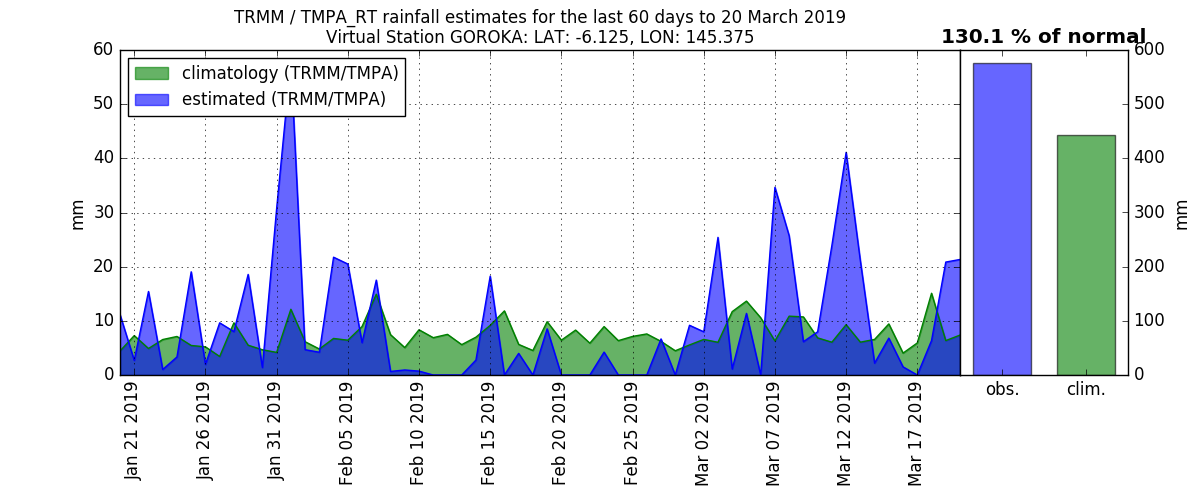 TRMM / TMPA_RT rainfall estimates for the last 60 days to 20 March 2019
Virtual Station GOROKA: LAT: -6.125, LON: 145.375
130.1 % of normal
climatology (TRMM/TMPA)
estimated (TRMM/TMPA)
60
50
40
30
20
10
0
mm
Jan 21 2019
Jan 26 2019
Jan 31 2019
Feb 05 2019
Feb 10 2019
Feb 15 2019
Feb 20 2019
Feb 25 2019
Mar 02 2019
Mar 07 2019
Mar 12 2019
Mar 17 2019
600
500
400
300
200
100
0
mm
obs.
clim.